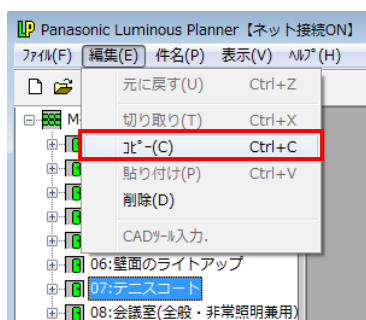 Panasonic Luminous Planner【ネット接続ON】
ﾌｧｲﾙ(F) 編集(E) 件名(P) 表示(V) ﾍﾙﾌﾟ(H)
元に戻す(U) Ctrl+Z
M
切り取り(T) Ctrl+X
ｺﾋﾟｰ(C) Ctrl+C
貼り付け(P) Ctrl+V
削除(D)
CADﾂｰﾙ入力.
06:壁面のライトアップ
07:テニスコート
08:会議室(全般・非常照明兼用)